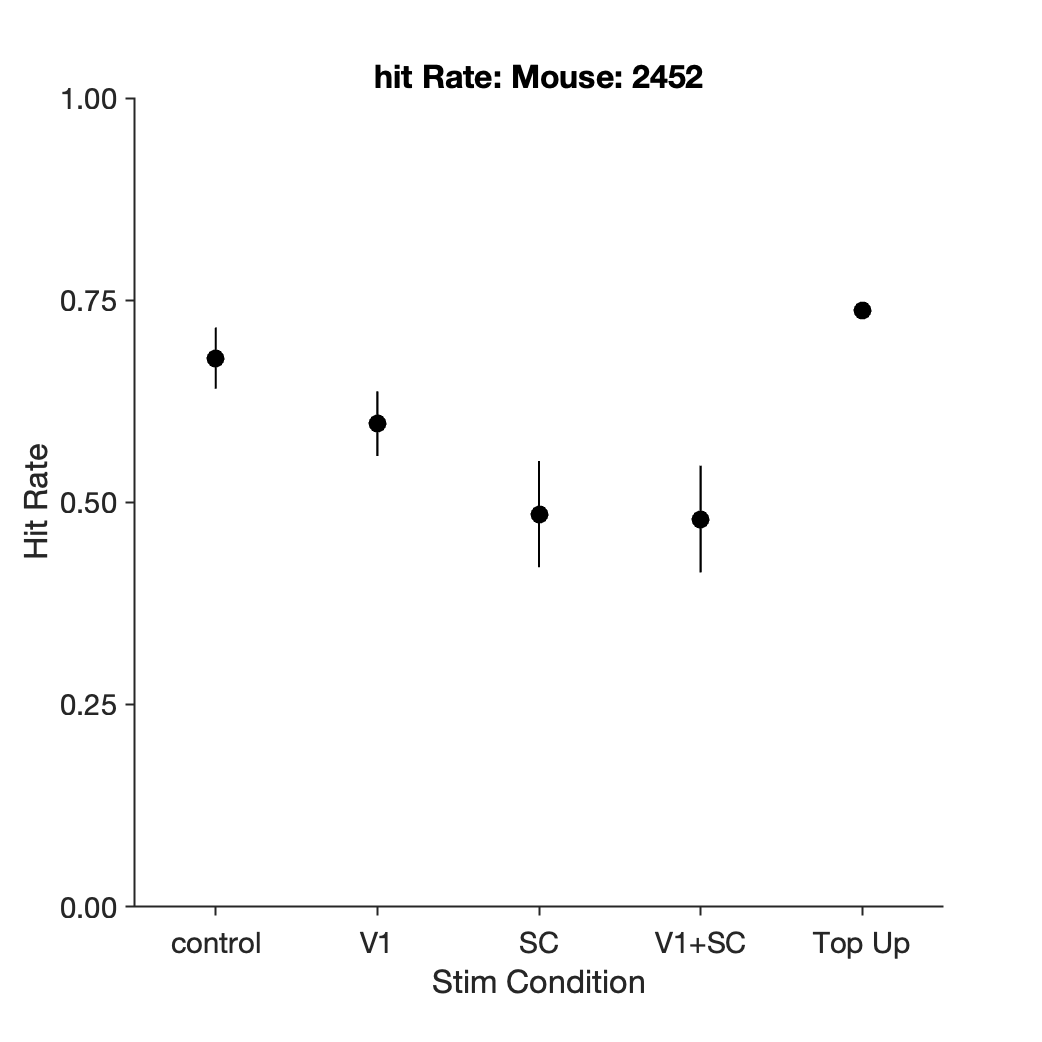 hit Rate: Mouse: 2452
1.00
0.75
0.50
0.25
0.00
Hit Rate
control V1 SC V1+SC Top Up
Stim Condition